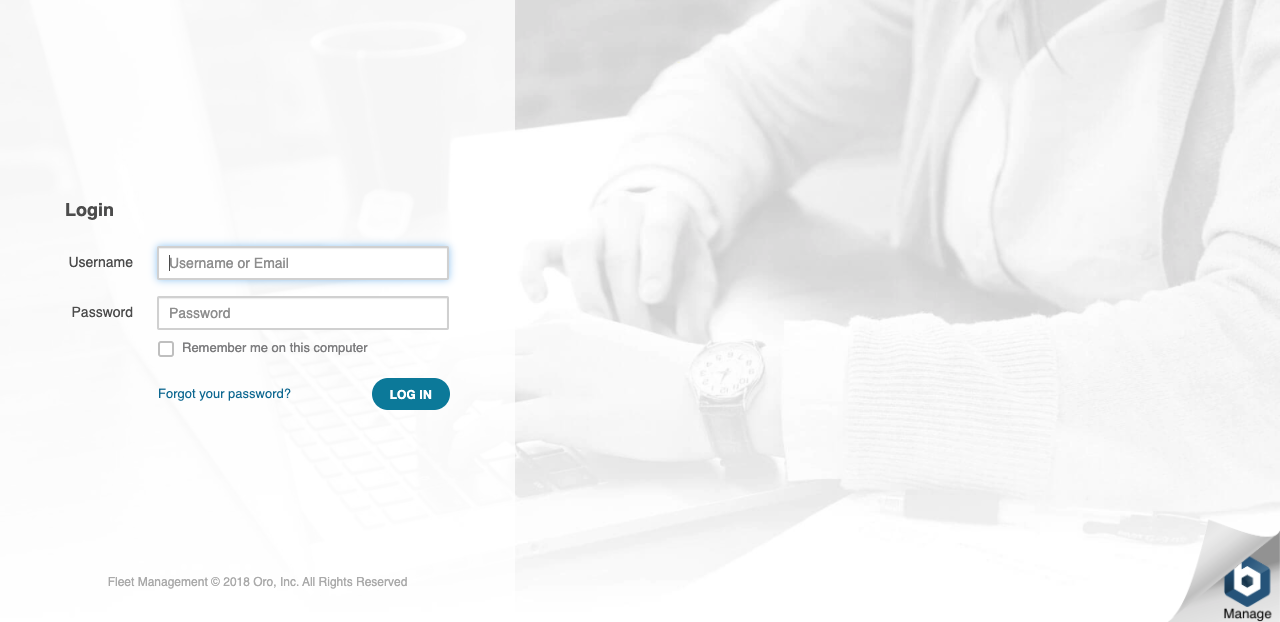 Login
Username
Username or Email
Password
Password
Remember me on this computer
Forgot your password?
LOG IN
Fleet Management © 2018 Oro, Inc. All Rights Reserved
Manage